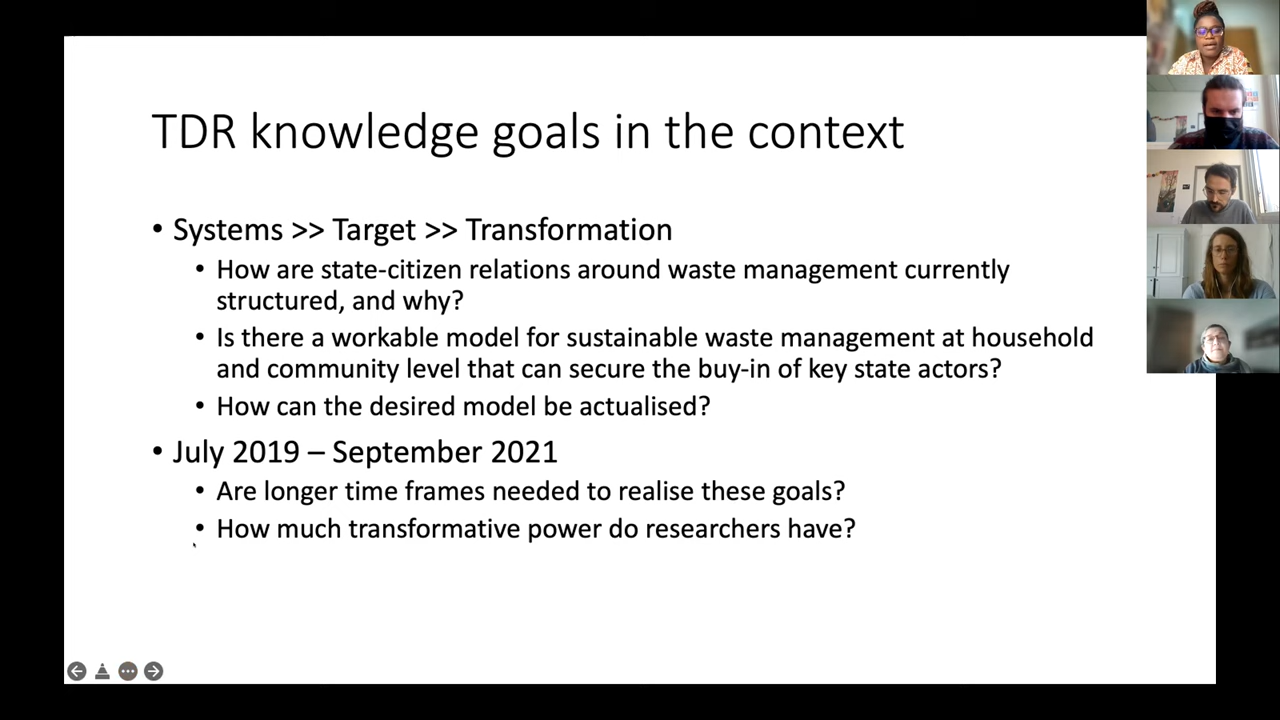 TDR knowledge goals in the context
• Systems >> Target >> Transformation
• How are state-citizen relations around waste management currently
structured, and why?
• Is there a workable model for sustainable waste management at household
and community level that can secure the buy-in of key state actors?
• How can the desired model be actualised?
• July 2019 – September 2021
• Are longer time frames needed to realise these goals?
• How much transformative power do researchers have?